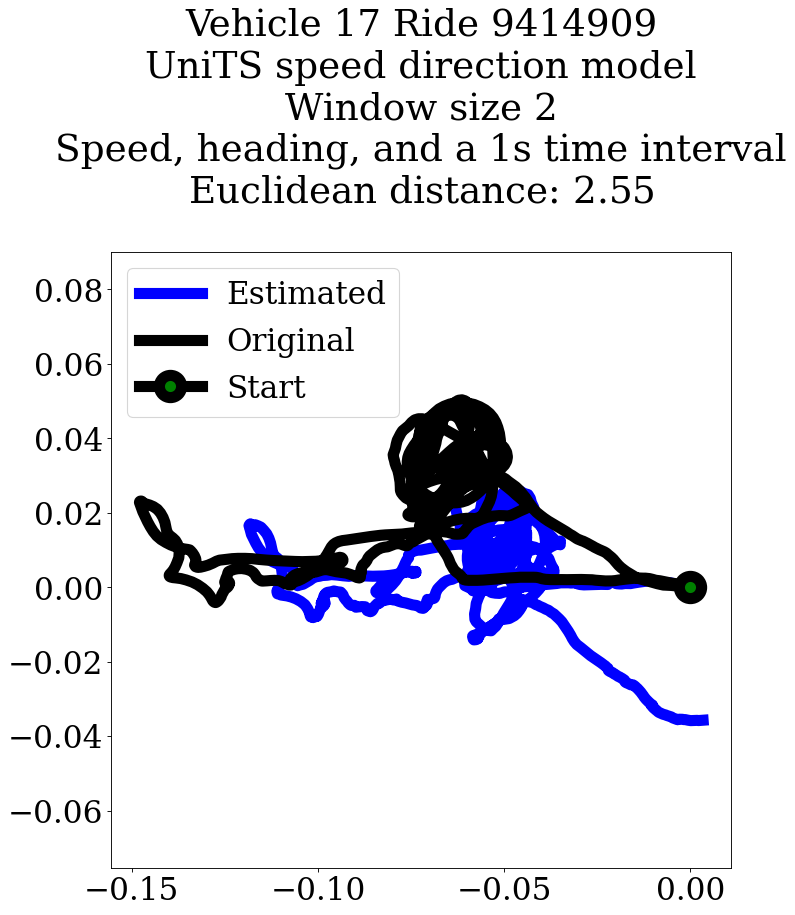 Vehicle 17 Ride 9414909
UniTS speed direction model
Window size 2
Speed, heading, and a 1s time interval
Euclidean distance: 2.55
Estimated
Original
Start
0.08
0.06
0.04
0.02
0.00
−0.02
−0.04
−0.06
−0.15
−0.10
−0.05
0.00